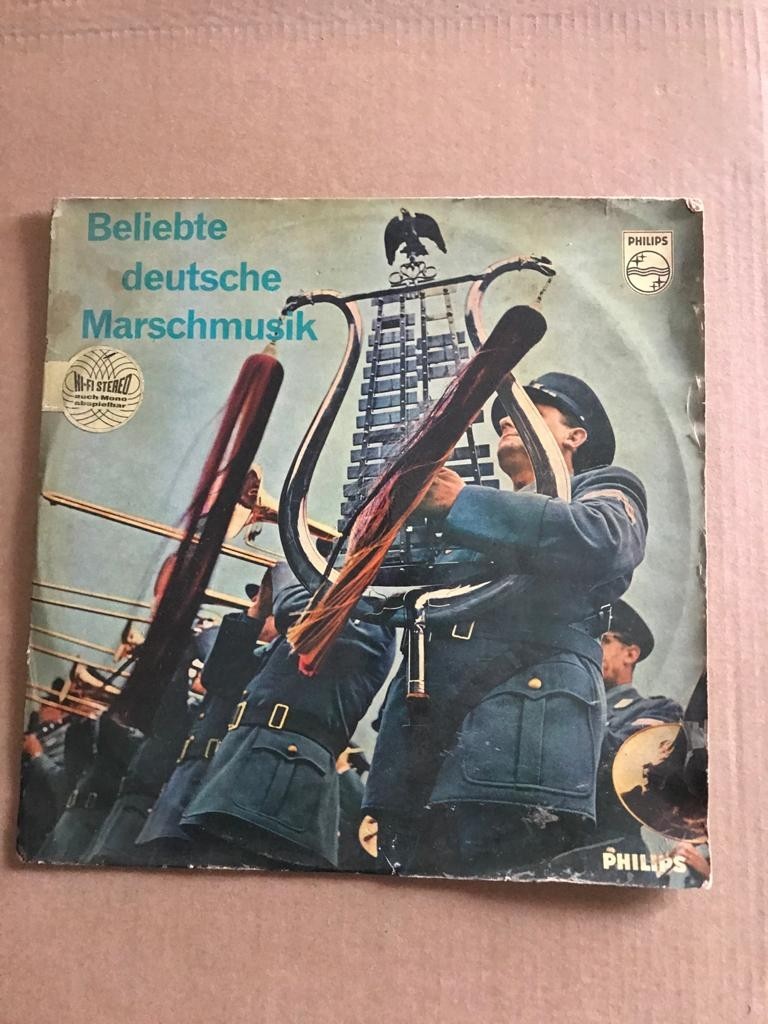 Beliebte
deutsche
Marschmusik
PHILIPS
HI-FI STEREO
auch Mono
abspielbar
PHILIPS